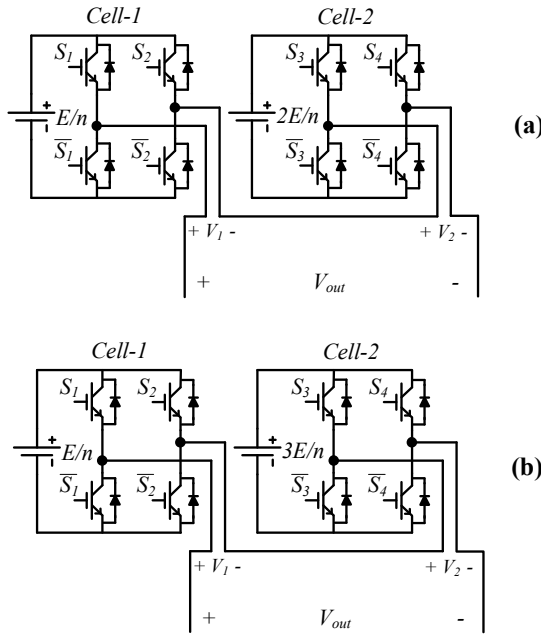 Cell-1 Cell-2
S1 S2 S3 S4
+ +
E/n 2E/n (a)
- -
S̅1 S̅2 S̅3 S̅4
+ V1 - + V2 -
+ Vout -
Cell-1 Cell-2
S1 S2 S3 S4
+ +
E/n 3E/n (b)
- -
S̅1 S̅2 S̅3 S̅4
+ V1 - + V2 -
+ Vout -